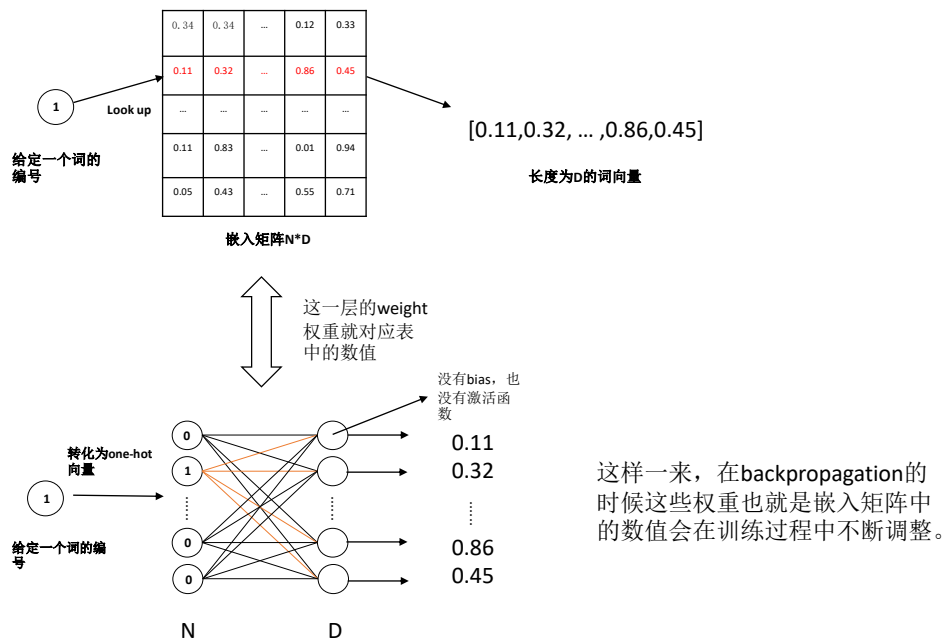 0.34 0.34 … 0.12 0.33
0.11 0.32 … 0.86 0.45
… … … … …
0.11 0.83 … 0.01 0.94
0.05 0.43 … 0.55 0.71
1
Look up
给定一个词的
编号
嵌入矩阵N*D
[0.11,0.32, … ,0.86,0.45]
长度为D的词向量
这一层的weight
权重就对应表
中的数值
没有bias，也
没有激活函
数
转化为one-hot
向量
1
给定一个词的编
号
0
1
0
0
N
D
0.11
0.32
0.86
0.45
这样一来，在backpropagation的
时候这些权重也就是嵌入矩阵中
的数值会在训练过程中不断调整。